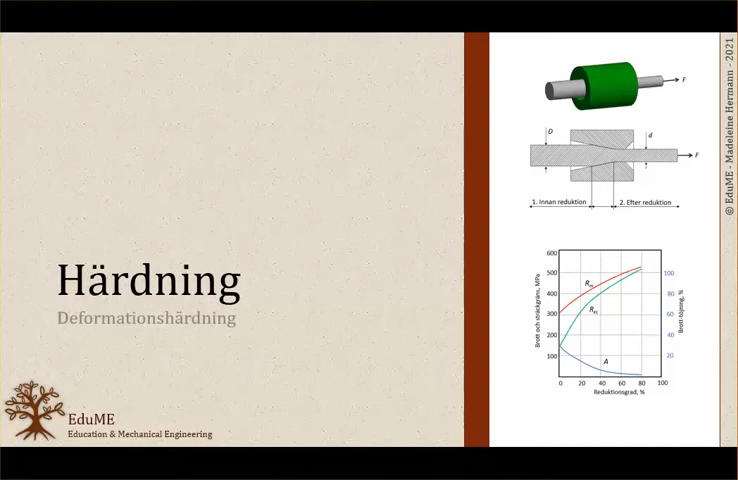 Härdning
Deformationshärdning
EduME
Education & Mechanical Engineering
© EduME - Madeleine Hermann - 2021
F
D
d
F
1. Innan reduktion
2. Efter reduktion
Brott och sträckgräns, MPa
600
500
400
300
200
100
Rm
ReL
A
100
80
60
40
20
Brott-töjning, %
0 20 40 60 80 100
Reduktionsgrad, %